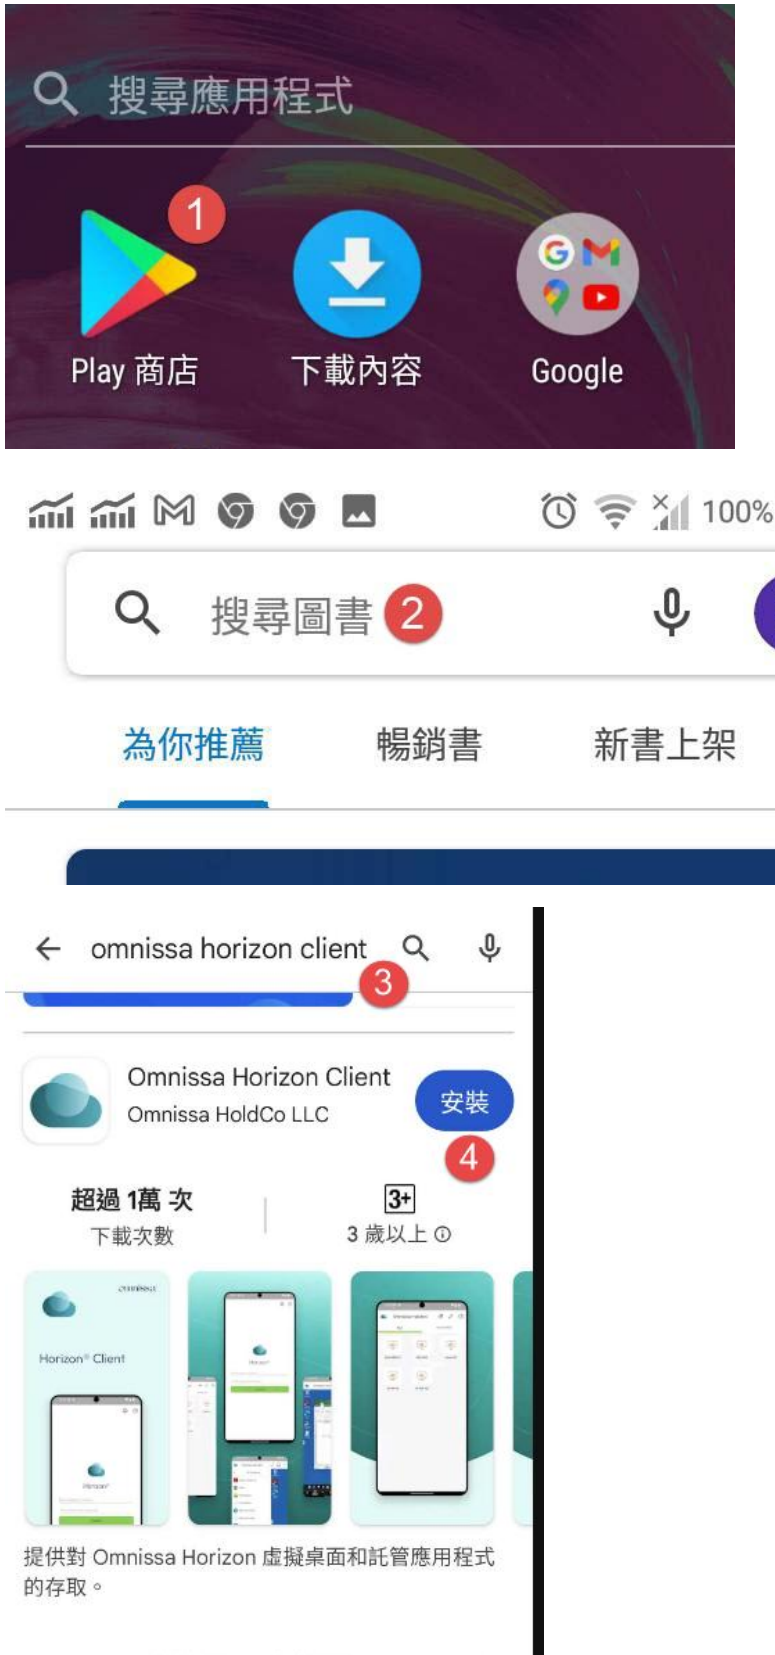 搜尋應用程式
1
Play 商店
下載內容
Google
100%
搜尋圖書 2
為你推薦 暢銷書 新書上架
omnissa horizon client
3
Omnissa Horizon Client
Omnissa HoldCo LLC
安裝
4
超過 1萬 次
下載次數
3+
3 歲以上
omnissa
Horizon® Client
Horizon®
Horizon®
提供對 Omnissa Horizon 虛擬桌面和託管應用程式
的存取。